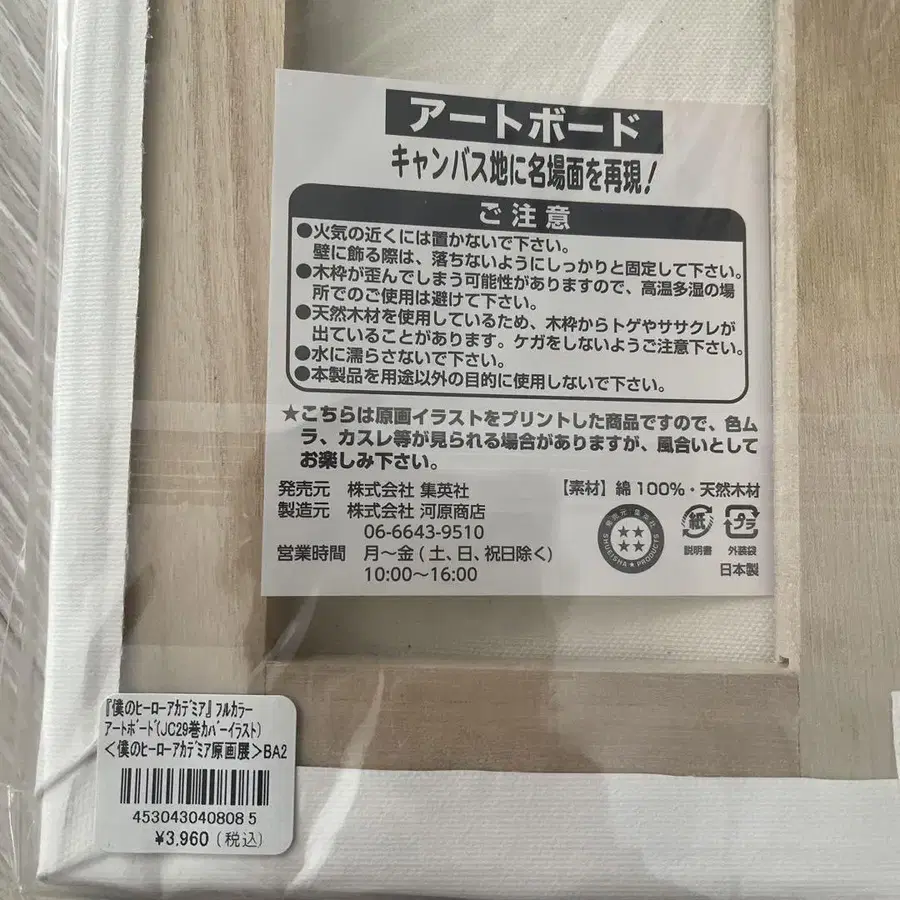 アートボード
キャンバス地に名場面を再現！
ご注意
●火気の近くには置かないで下さい。
壁に飾る際は、落ちないようにしっかりと固定して下さい。
●木枠が歪んでしまう可能性がありますので、高温多湿の場
所でのご使用は避けて下さい。
●天然木材を使用しているため、木枠からトゲやササクレが
出ていることがあります。ケガをしないようご注意下さい。
●水に濡らさないで下さい。
●本製品を用途以外の目的に使用しないで下さい。
★こちらは原画イラストをプリントした商品ですので、色ム
ラ、カスレ等が見られる場合がありますが、風合いとして
お楽しみ下さい。
発売元 株式会社 集英社
製造元 株式会社 河原商店
06-6643-9510
営業時間 月〜金(土、日、祝日除く)
10:00〜16:00
【素材】綿100%・天然木材
発売元 集英社
SHUEISHA★PRODUCTS
紙
説明書
プラ
外装袋
日本製
『僕のヒーローアカデミア』フルカラー
アートボード(JC29巻カバーイラスト)
<僕のヒーローアカデミア原画展>BA2
453043040808 5
¥3,960(税込)